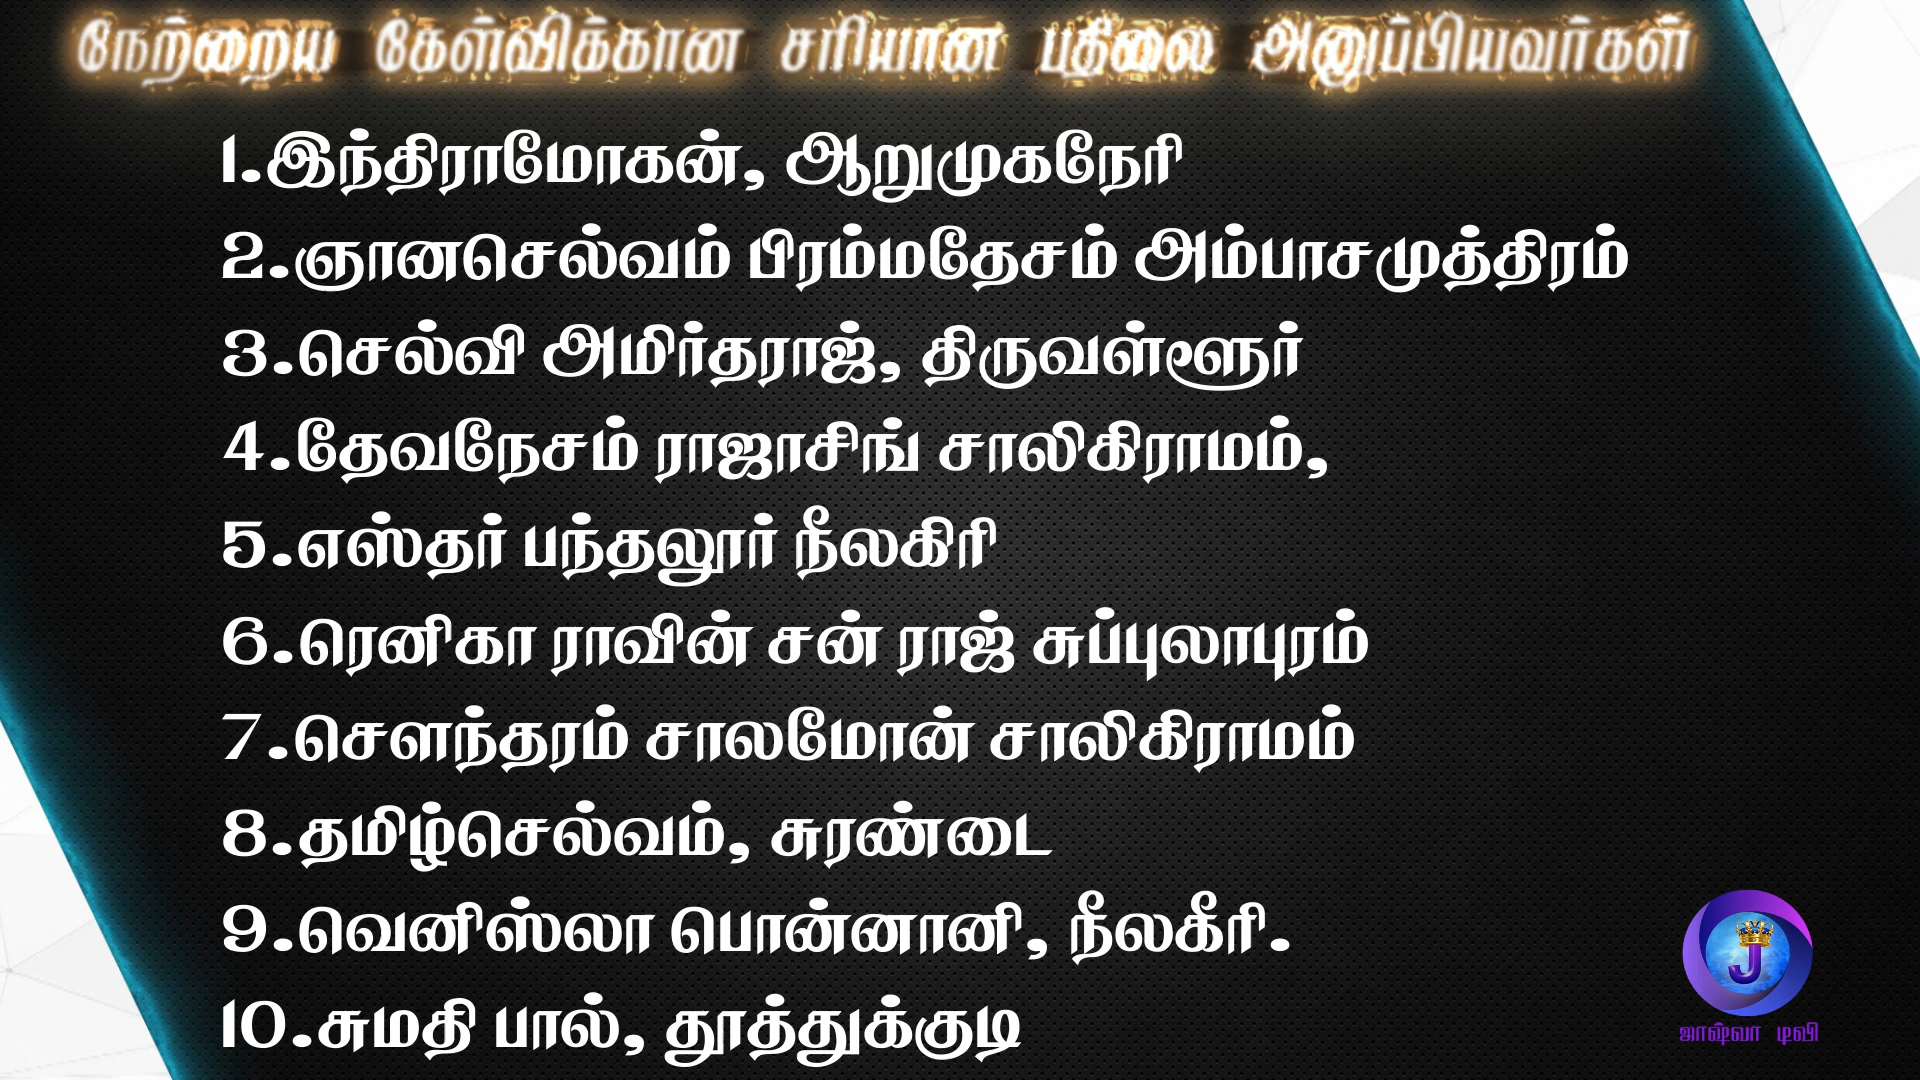 நேற்றைய கேள்விக்கான சரியான பதிலை அனுப்பியவர்கள்
1.இந்திராமோகன், ஆறுமுகநேரி
2.ஞானசெல்வம் பிரம்மதேசம் அம்பாசமுத்திரம்
3.செல்வி அமிர்தராஜ், திருவள்ளூர்
4.தேவநேசம் ராஜாசிங் சாலிகிராமம்,
5.எஸ்தர் பந்தலூர் நீலகிரி
6.ரெனிகா ராவின் சன் ராஜ் சுப்புலாபுரம்
7.சௌந்தரம் சாலமோன் சாலிகிராமம்
8.தமிழ்செல்வம், சுரண்டை
9.வெனிஸ்லா பொன்னானி, நீலகீரி.
10.சுமதி பால், தூத்துக்குடி
J
ஜாஷ்வா டிவி